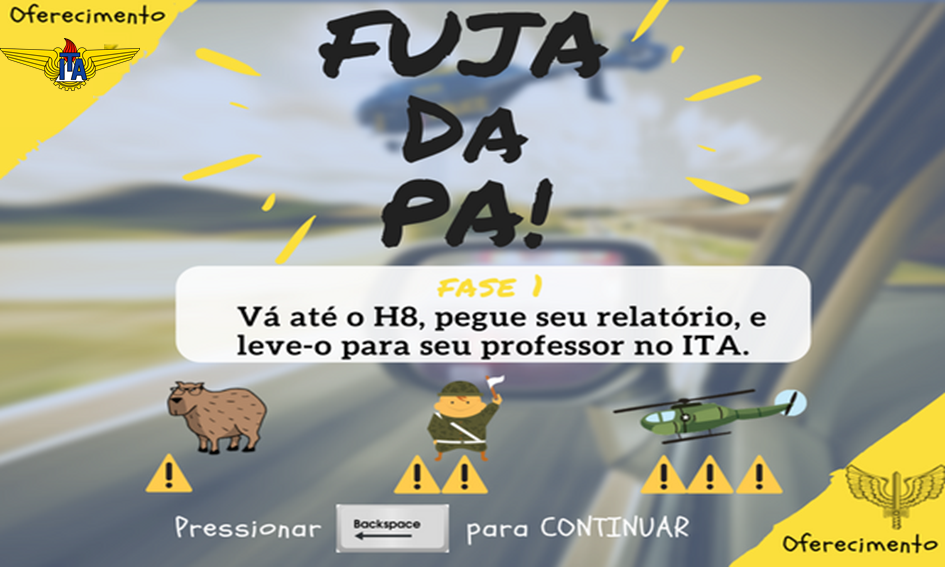 Oferecimento
ITA
FUJA
DA
PA!
FASE 1
Vá até o H8, pegue seu relatório, e
leve-o para seu professor no ITA.
Pressionar Backspace para CONTINUAR
Oferecimento